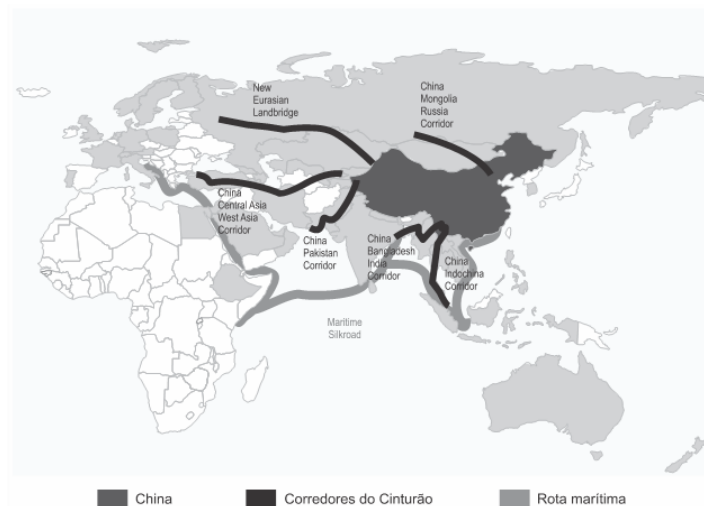 New
Eurasian
Landbridge
China
Mongolia
Russia
Corridor
China
Central Asia
West Asia
Corridor
China
Pakistan
Corridor
China
Bangladesh
India
Corridor
China
Indochina
Corridor
Maritime
Silkroad
China
Corredores do Cinturão
Rota marítima